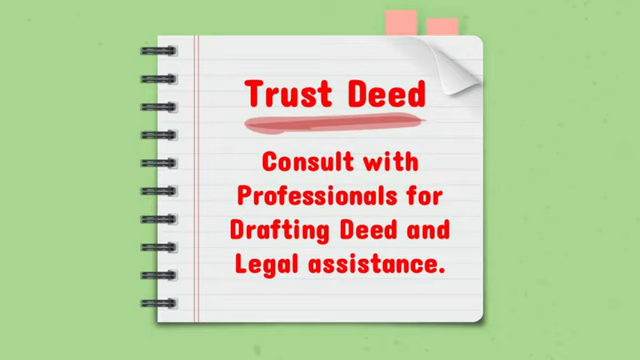 Trust Deed
Consult with
Professionals for
Drafting Deed and
Legal assistance.